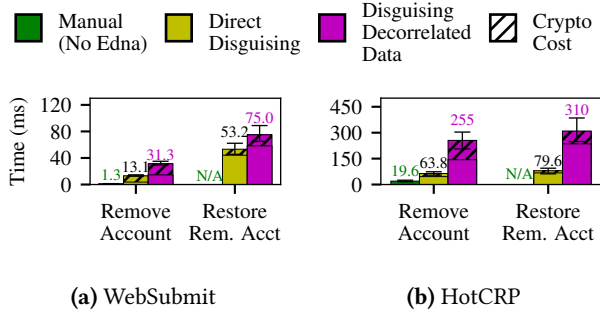 Manual
(No Edna)
Direct
Disguising
Disguising
Decorrelated
Data
Crypto
Cost
Time (ms)
120
80
40
0
1.3
13.1
31.3
N/A
53.2
75.0
Remove
Account
Restore
Rem. Acct
(a) WebSubmit
450
300
150
0
19.6
63.8
255
N/A
79.6
310
Remove
Account
Restore
Rem. Acct
(b) HotCRP